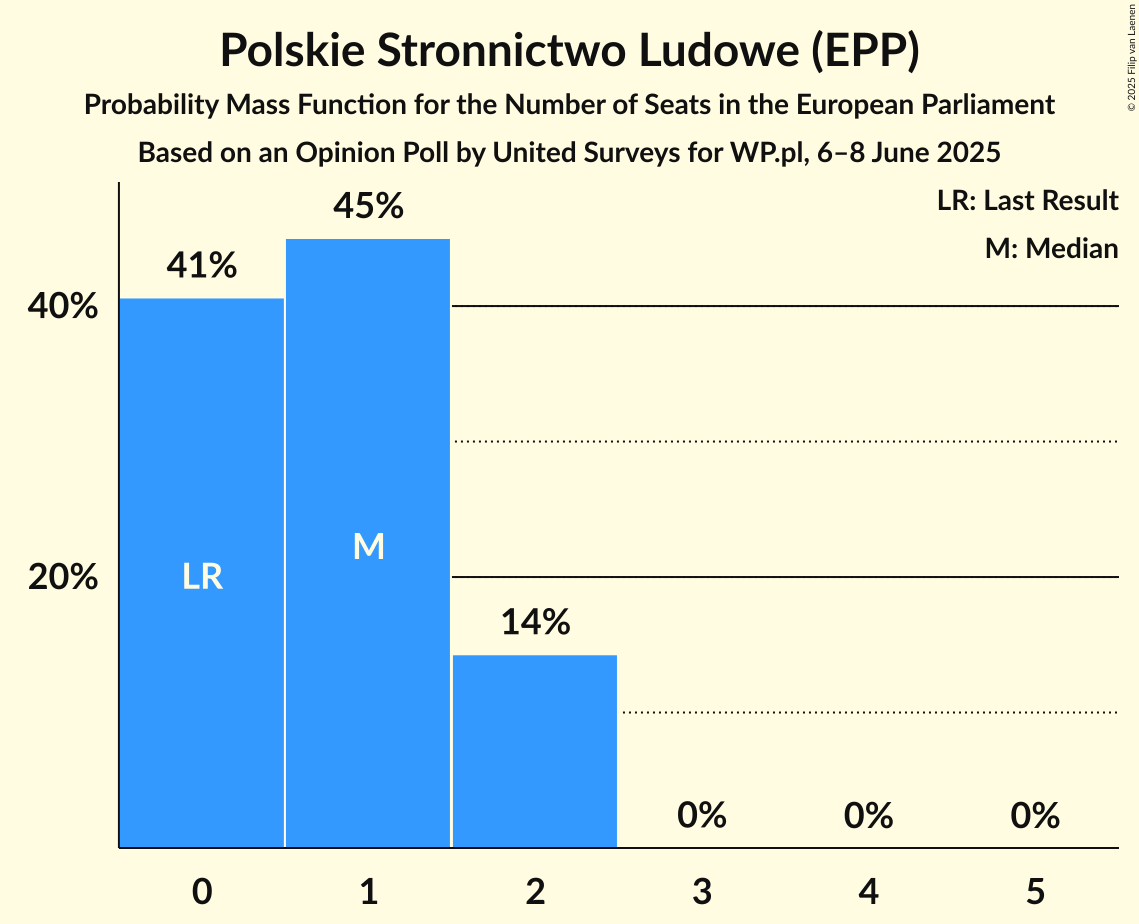 Polskie Stronnictwo Ludowe (EPP)
Probability Mass Function for the Number of Seats in the European Parliament
Based on an Opinion Poll by United Surveys for WP.pl, 6–8 June 2025
© 2025 Filip van Laenen
LR: Last Result
M: Median
45%
41%
40%
M
LR
20%
14%
0% 0% 0%
0 1 2 3 4 5